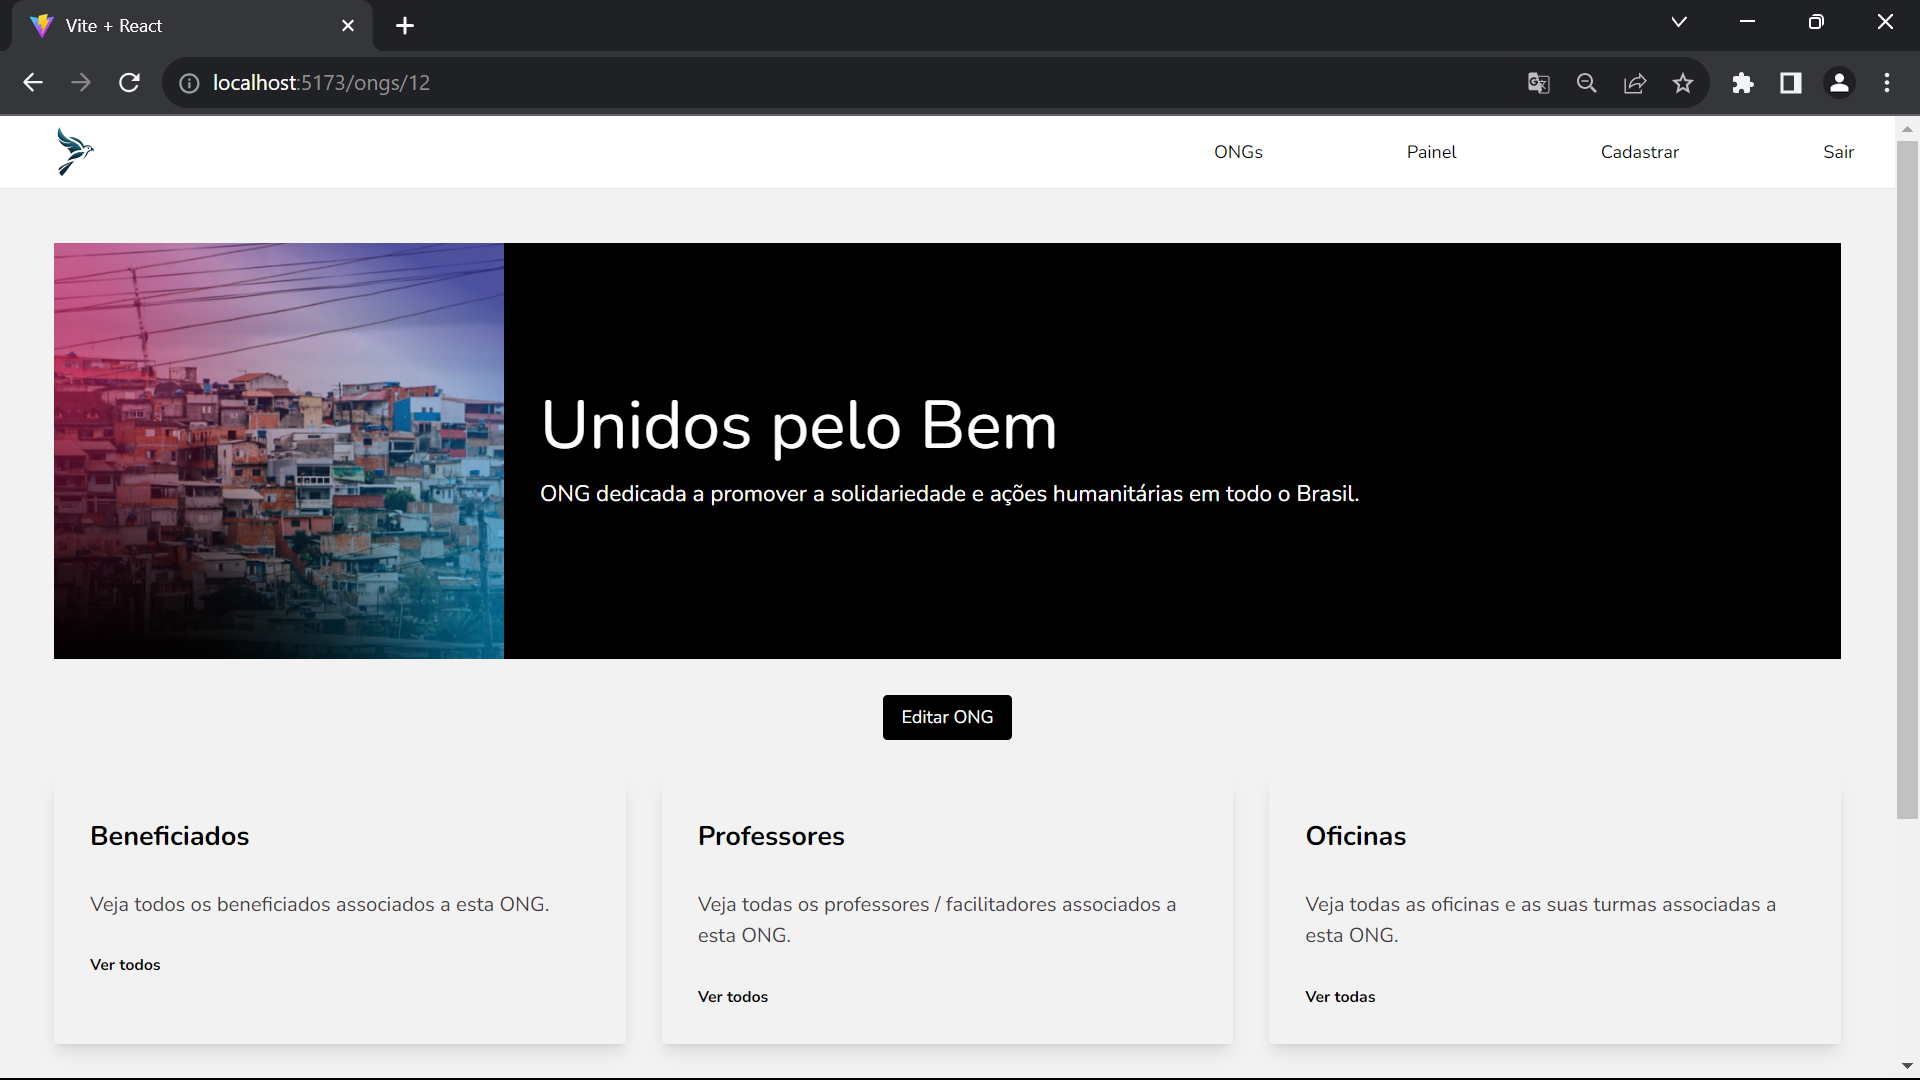 Vite + React
localhost:5173/ongs/12
ONGs Painel Cadastrar Sair
Unidos pelo Bem
ONG dedicada a promover a solidariedade e ações humanitárias em todo o Brasil.
Editar ONG
Beneficiados
Veja todos os beneficiados associados a esta ONG.
Ver todos
Professores
Veja todas os professores / facilitadores associados a
esta ONG.
Ver todos
Oficinas
Veja todas as oficinas e as suas turmas associadas a
esta ONG.
Ver todas